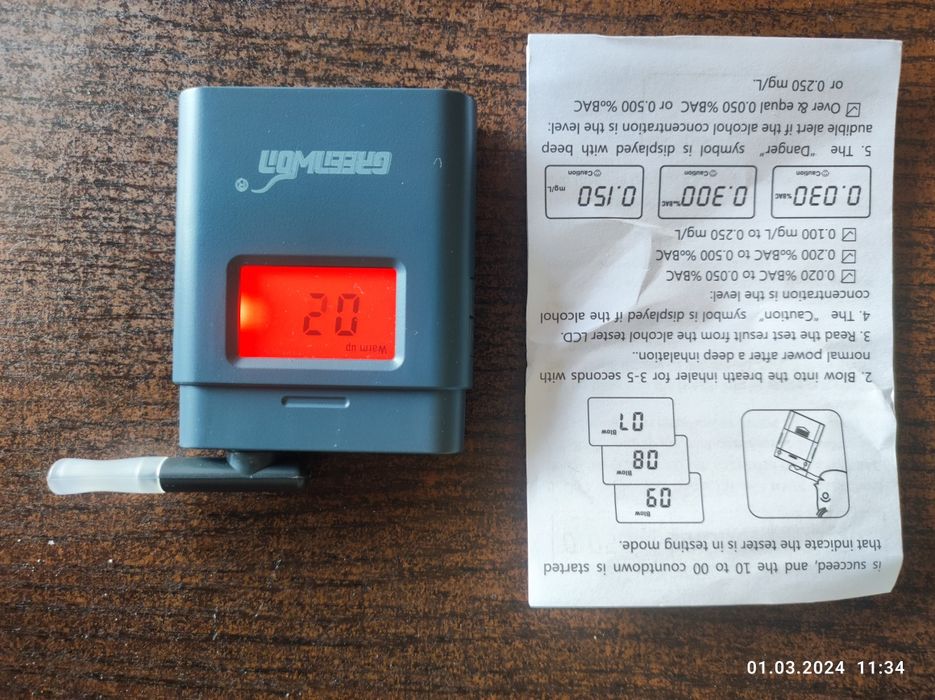 is succeed, and the 10 to 00 countdown is started
that indicate the tester is in testing mode.
Blow
09
Blow
08
Blow
07
2. Blow into the breath inhaler for 3-5 seconds with
normal power after a deep inhalation..
3. Read the test result from the alcohol tester LCD.
4. The "Caution" symbol is displayed if the alcohol
concentration is the level:
☑ 0.020 %BAC to 0.050 %BAC
☑ 0.200 ‰BAC to 0.500 ‰BAC
☑ 0.100 mg/L to 0.250 mg/L
0.030 %BAC
Caution
0.300 ‰BAC
Caution
0.150 mg/L
Caution
5. The "Danger" symbol is displayed with beep
audible alert if the alcohol concentration is the level:
☑ Over & equal 0.050 %BAC or 0.500 ‰BAC
or 0.250 mg/L.
Warm up
02
GREENWON®
01.03.2024 11:34